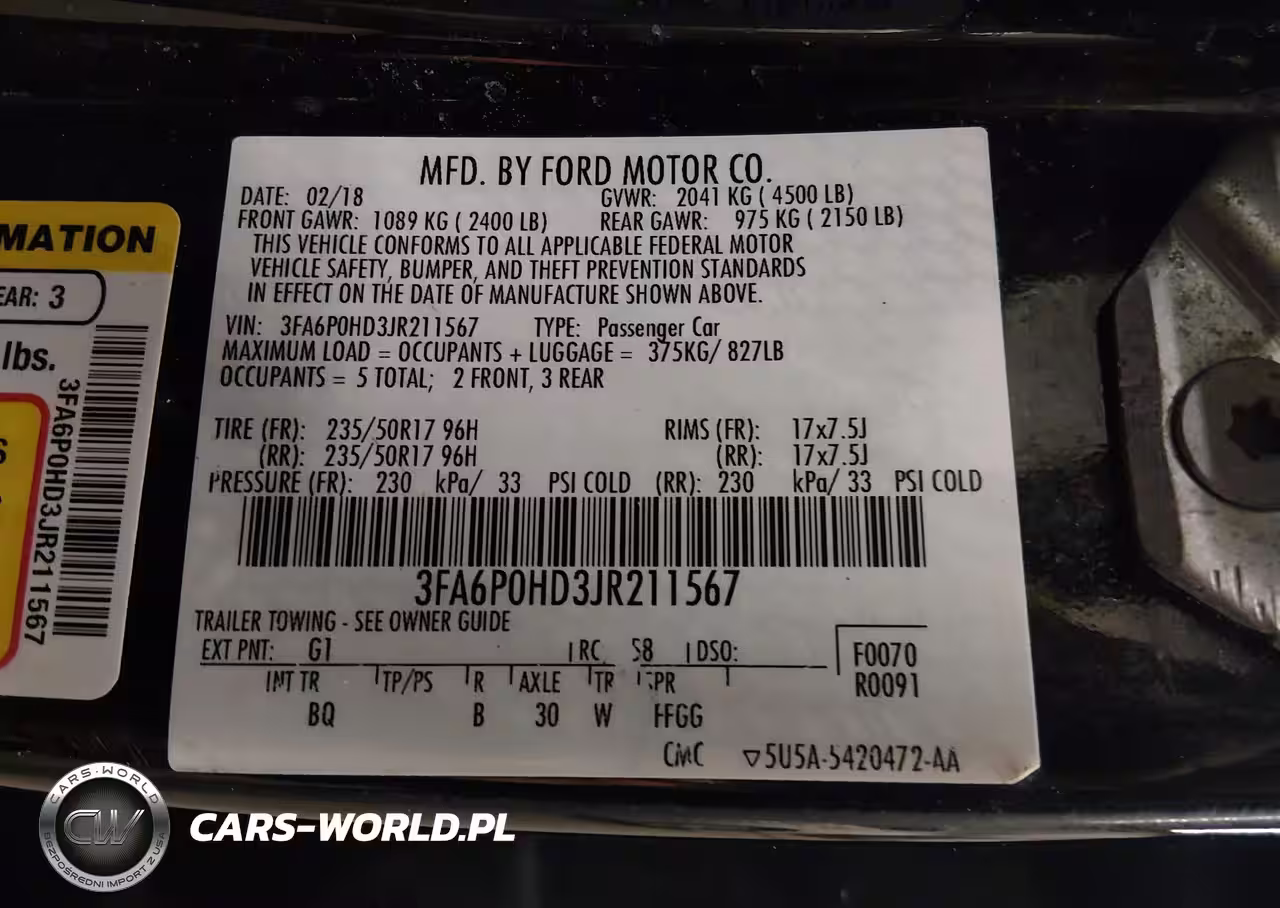 MFD. BY FORD MOTOR CO.
DATE: 02/18 GVWR: 2041 KG ( 4500 LB)
FRONT GAWR: 1089 KG ( 2400 LB) REAR GAWR: 975 KG ( 2150 LB)
THIS VEHICLE CONFORMS TO ALL APPLICABLE FEDERAL MOTOR
VEHICLE SAFETY, BUMPER, AND THEFT PREVENTION STANDARDS
IN EFFECT ON THE DATE OF MANUFACTURE SHOWN ABOVE.
VIN: 3FA6P0HD3JR211567 TYPE: Passenger Car
MAXIMUM LOAD = OCCUPANTS + LUGGAGE = 375KG/ 827LB
OCCUPANTS = 5 TOTAL; 2 FRONT, 3 REAR
TIRE (FR): 235/50R17 96H RIMS (FR): 17x7.5J
(RR): 235/50R17 96H (RR): 17x7.5J
PRESSURE (FR): 230 kPa/ 33 PSI COLD (RR): 230 kPa/ 33 PSI COLD
3FA6P0HD3JR211567
TRAILER TOWING - SEE OWNER GUIDE
EXT PNT: G1 RC 58 DSO:
F0070
R0091
INT TR TP/PS R AXLE TR SPR
BQ B 30 W FFGG
CMC ▽5U5A-5420472-AA
MATION
EAR: 3
lbs.
3FA6P0HD3JR211567
S
CARS-WORLD
CW
BEZPOŚREDNI IMPORT Z USA
CARS-WORLD.PL